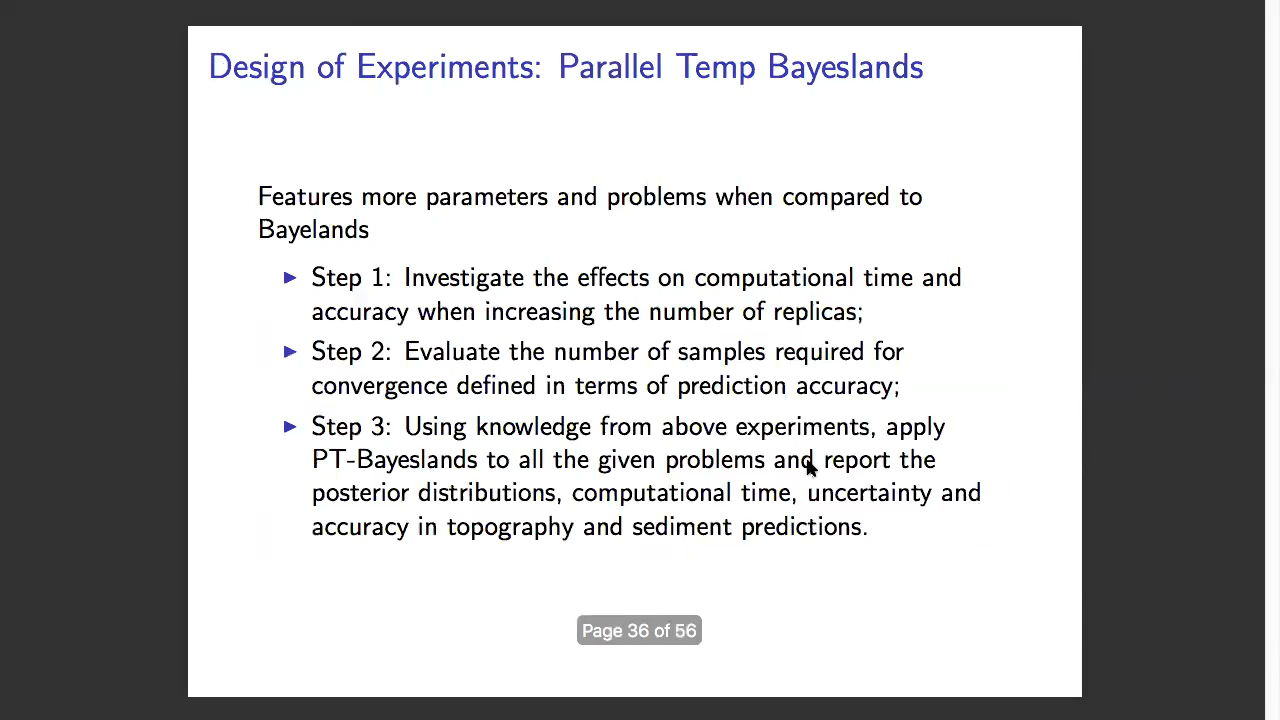 Design of Experiments: Parallel Temp Bayeslands
Features more parameters and problems when compared to
Bayelands
Step 1: Investigate the effects on computational time and
accuracy when increasing the number of replicas;
Step 2: Evaluate the number of samples required for
convergence defined in terms of prediction accuracy;
Step 3: Using knowledge from above experiments, apply
PT-Bayeslands to all the given problems and report the
posterior distributions, computational time, uncertainty and
accuracy in topography and sediment predictions.
Page 36 of 56